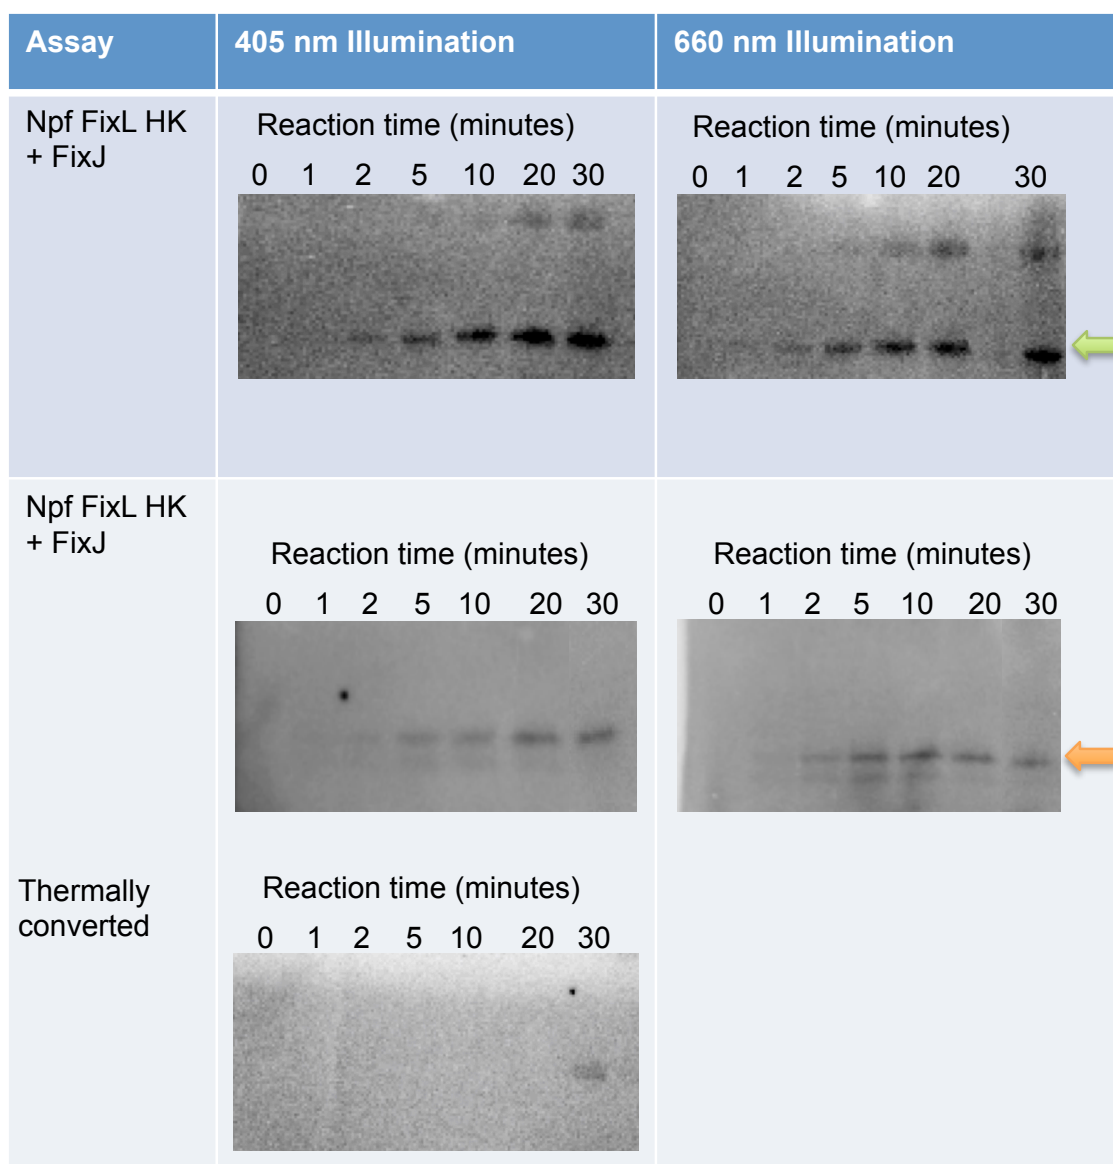 Assay
405 nm Illumination
660 nm Illumination
Npf FixL HK
+ FixJ
Reaction time (minutes)
0 1 2 5 10 20 30
Reaction time (minutes)
0 1 2 5 10 20 30
Npf FixL HK
+ FixJ
Reaction time (minutes)
0 1 2 5 10 20 30
Reaction time (minutes)
0 1 2 5 10 20 30
Thermally
converted
Reaction time (minutes)
0 1 2 5 10 20 30